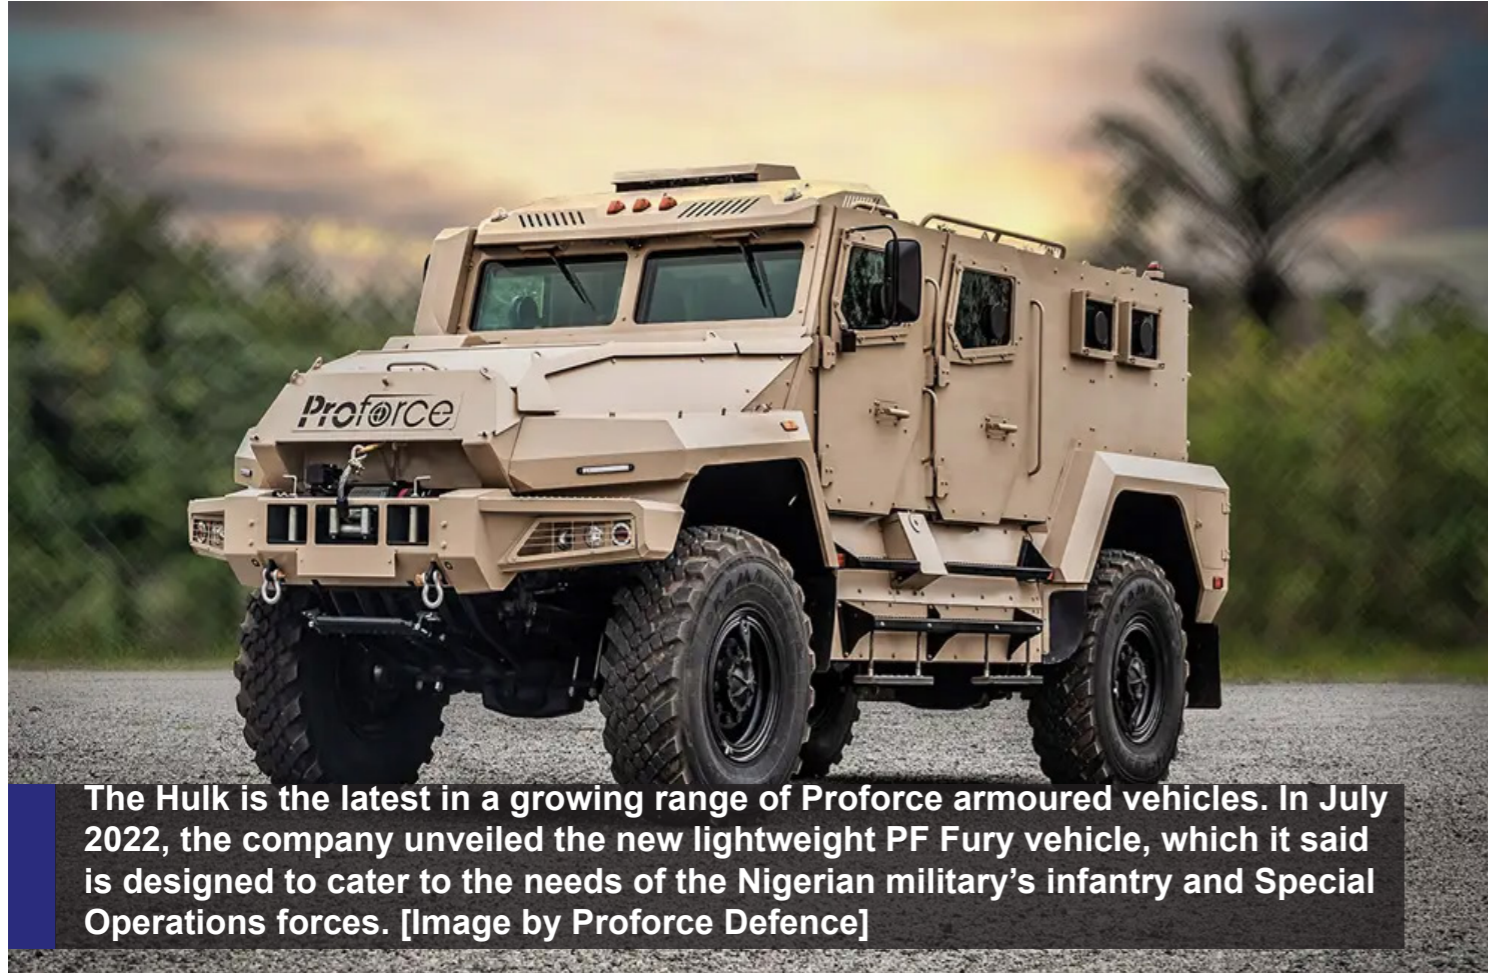 Proforce
The Hulk is the latest in a growing range of Proforce armoured vehicles. In July
2022, the company unveiled the new lightweight PF Fury vehicle, which it said
is designed to cater to the needs of the Nigerian military’s infantry and Special
Operations forces. [Image by Proforce Defence]